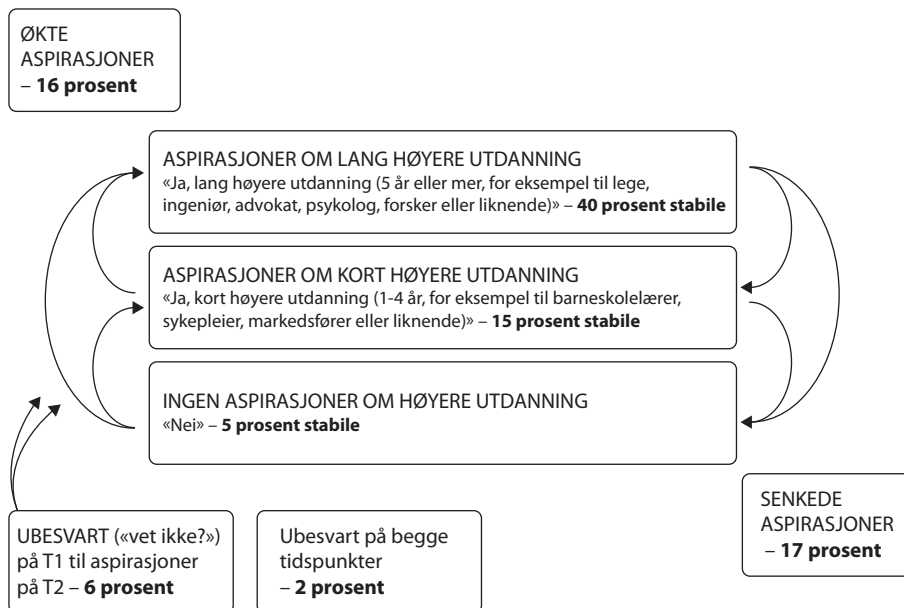 ØKTE
ASPIRASJONER
– 16 prosent
ASPIRASJONER OM LANG HØYERE UTDANNING
«Ja, lang høyere utdanning (5 år eller mer, for eksempel til lege,
ingeniør, advokat, psykolog, forsker eller liknende)» – 40 prosent stabile
ASPIRASJONER OM KORT HØYERE UTDANNING
«Ja, kort høyere utdanning (1-4 år, for eksempel til barneskolelærer,
sykepleier, markedsfører eller liknende)» – 15 prosent stabile
INGEN ASPIRASJONER OM HØYERE UTDANNING
«Nei» – 5 prosent stabile
UBESVART («vet ikke?»)
på T1 til aspirasjoner
på T2 – 6 prosent
Ubesvart på begge
tidspunkter
– 2 prosent
SENKEDE
ASPIRASJONER
– 17 prosent